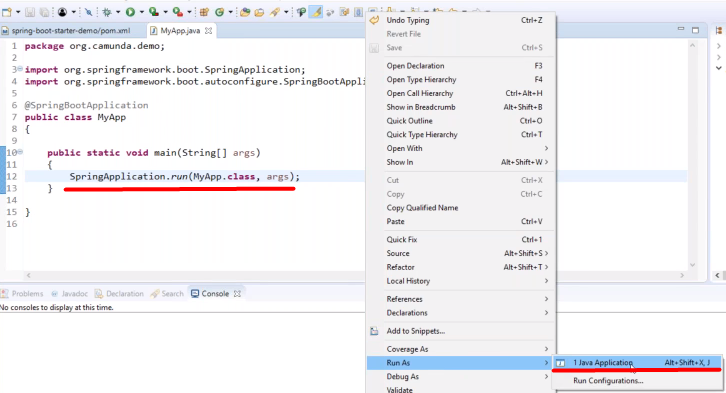 spring-boot-starter-demo/pom.xml
MyApp.java
1 package org.camunda.demo;
2
3 import org.springframework.boot.SpringApplication;
4 import org.springframework.boot.autoconfigure.SpringBootAppli
5
6 @SpringBootApplication
7 public class MyApp
8 {
9
10 public static void main(String[] args)
11 {
12 SpringApplication.run(MyApp.class, args);
13 }
14
15 }
16
Problems
Javadoc
Declaration
Search
Console
No consoles to display at this time.
Undo Typing Ctrl+Z
Revert File
Save Ctrl+S
Open Declaration F3
Open Type Hierarchy F4
Open Call Hierarchy Ctrl+Alt+H
Show in Breadcrumb Alt+Shift+B
Quick Outline Ctrl+O
Quick Type Hierarchy Ctrl+T
Open With >
Show In Alt+Shift+W >
Cut Ctrl+X
Copy Ctrl+C
Copy Qualified Name
Paste Ctrl+V
Quick Fix Ctrl+1
Source Alt+Shift+S >
Refactor Alt+Shift+T >
Local History >
References >
Declarations >
Add to Snippets...
Coverage As >
Run As >
Debug As >
Validate
1 Java Application Alt+Shift+X, J
Run Configurations...